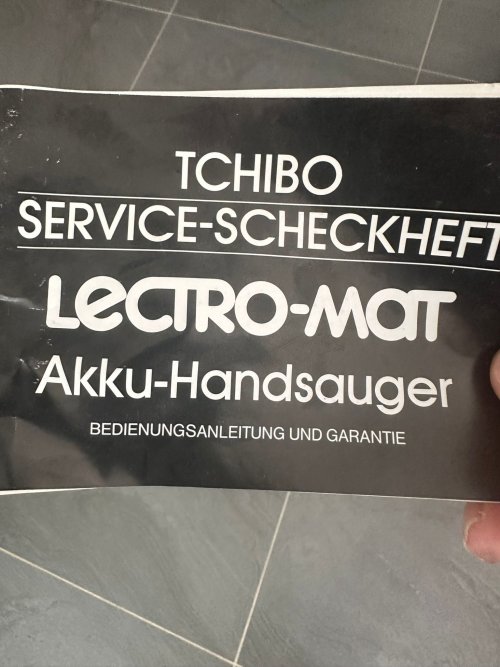 TCHIBO
SERVICE-SCHECKHEFT
LECTRO-MAT
Akku-Handsauger
BEDIENUNGSANLEITUNG UND GARANTIE